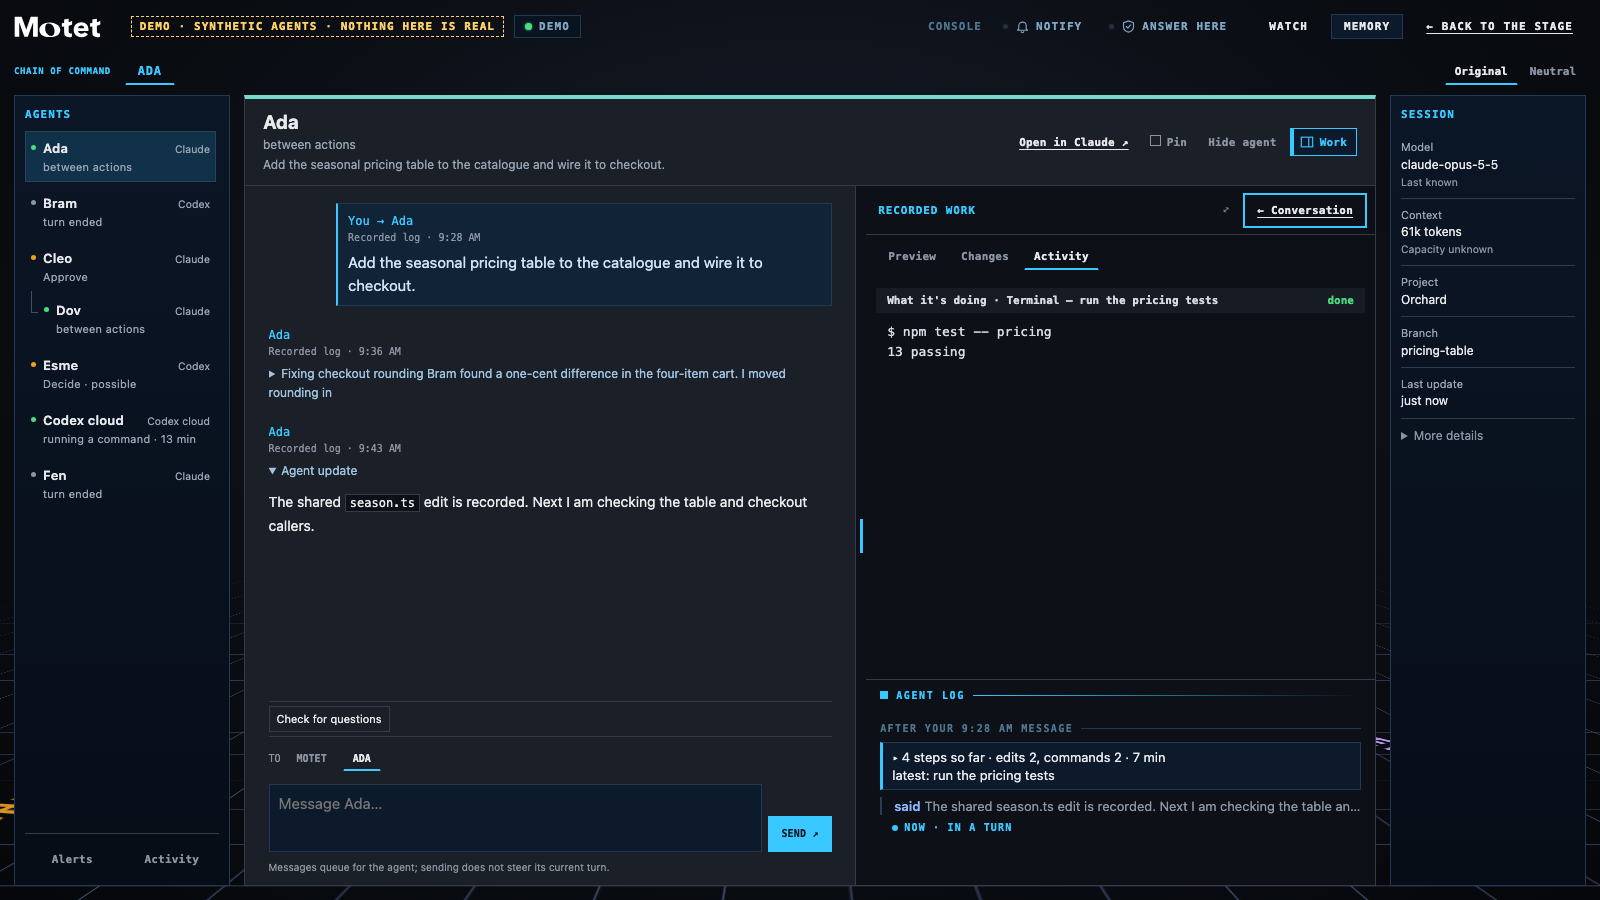 Motet
DEMO · SYNTHETIC AGENTS · NOTHING HERE IS REAL
DEMO
CONSOLE
NOTIFY
ANSWER HERE
WATCH
MEMORY
← BACK TO THE STAGE
CHAIN OF COMMAND
ADA
Original
Neutral
AGENTS
Ada Claude
between actions
Bram Codex
turn ended
Cleo Claude
Approve
Dov Claude
between actions
Esme Codex
Decide · possible
Codex cloud Codex cloud
running a command · 13 min
Fen Claude
turn ended
Alerts
Activity
Ada
between actions
Add the seasonal pricing table to the catalogue and wire it to checkout.
Open in Claude ↗
Pin
Hide agent
Work
You → Ada
Recorded log · 9:28 AM
Add the seasonal pricing table to the catalogue and wire it to
checkout.
Ada
Recorded log · 9:36 AM
▸ Fixing checkout rounding Bram found a one-cent difference in the four-item cart. I moved
rounding in
Ada
Recorded log · 9:43 AM
▾ Agent update
The shared season.ts edit is recorded. Next I am checking the table and checkout
callers.
Check for questions
TO MOTET ADA
Message Ada...
SEND ↗
Messages queue for the agent; sending does not steer its current turn.
RECORDED WORK
← Conversation
Preview
Changes
Activity
What it's doing · Terminal — run the pricing tests done
$ npm test -- pricing
13 passing
AGENT LOG
AFTER YOUR 9:28 AM MESSAGE
▸ 4 steps so far · edits 2, commands 2 · 7 min
latest: run the pricing tests
said The shared season.ts edit is recorded. Next I am checking the table an...
NOW · IN A TURN
SESSION
Model
claude-opus-5-5
Last known
Context
61k tokens
Capacity unknown
Project
Orchard
Branch
pricing-table
Last update
just now
▸ More details